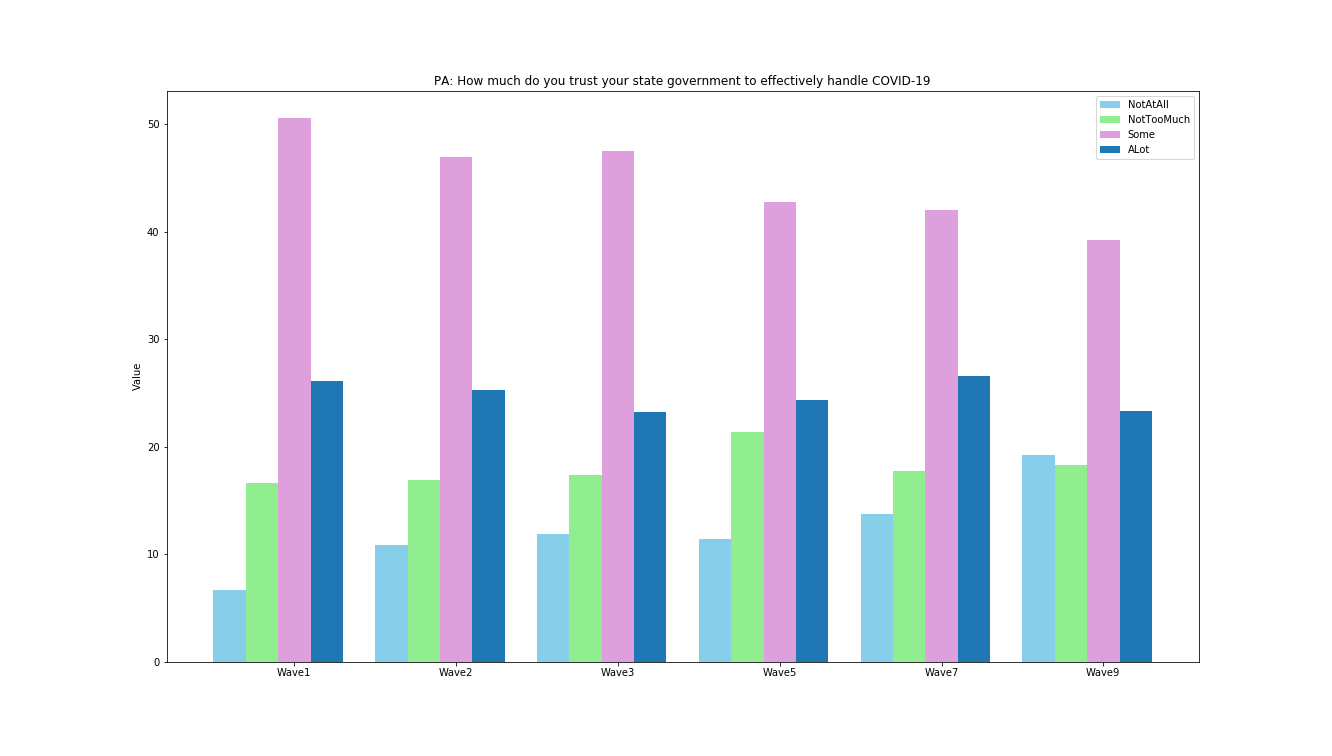 PA: How much do you trust your state government to effectively handle COVID-19
NotAtAll
NotTooMuch
Some
ALot
Value
50
40
30
20
10
0
Wave1 Wave2 Wave3 Wave5 Wave7 Wave9